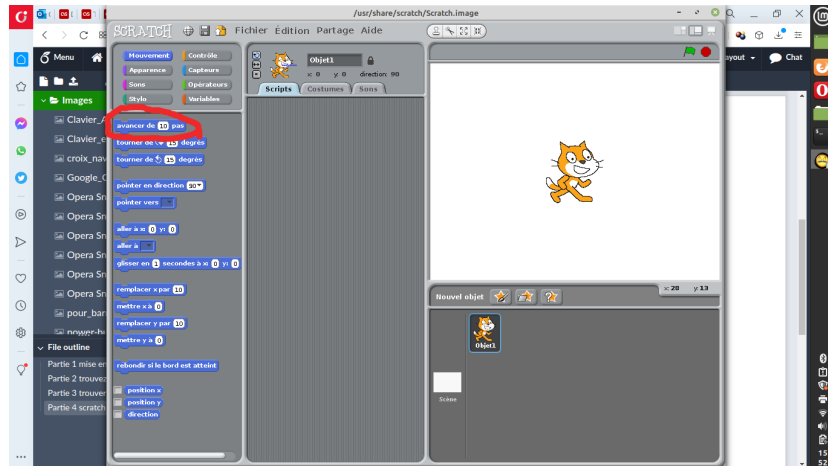 /usr/share/scratch/Scratch.image
SCRATCH Fichier Édition Partage Aide
Menu
Chat
Images
Clavier_
Clavier_e
croix_nav
Google_C
Opera Sn
Opera Sn
Opera Sn
Opera Sn
Opera Sn
pour_bar
power-b
File outline
Partie 1 mise en
Partie 2 trouvez
Partie 3 trouver
Partie 4 scratch
Mouvement Contrôle
Apparence Capteurs
Sons Opérateurs
Stylo Variables
avancer de 10 pas
tourner de 15 degrés
tourner de 15 degrés
pointer en direction 90
pointer vers
aller à x: 0 y: 0
aller à
glisser en 1 secondes à x: 0 y: 0
remplacer x par 10
mettre x à 0
remplacer y par 10
mettre y à 0
rebondir si le bord est atteint
position x
position y
direction
Objet1
x: 0 y: 0 direction: 90
Scripts Costumes Sons
x: 28 y: 13
Nouvel objet
Objet1
Scène
15
52